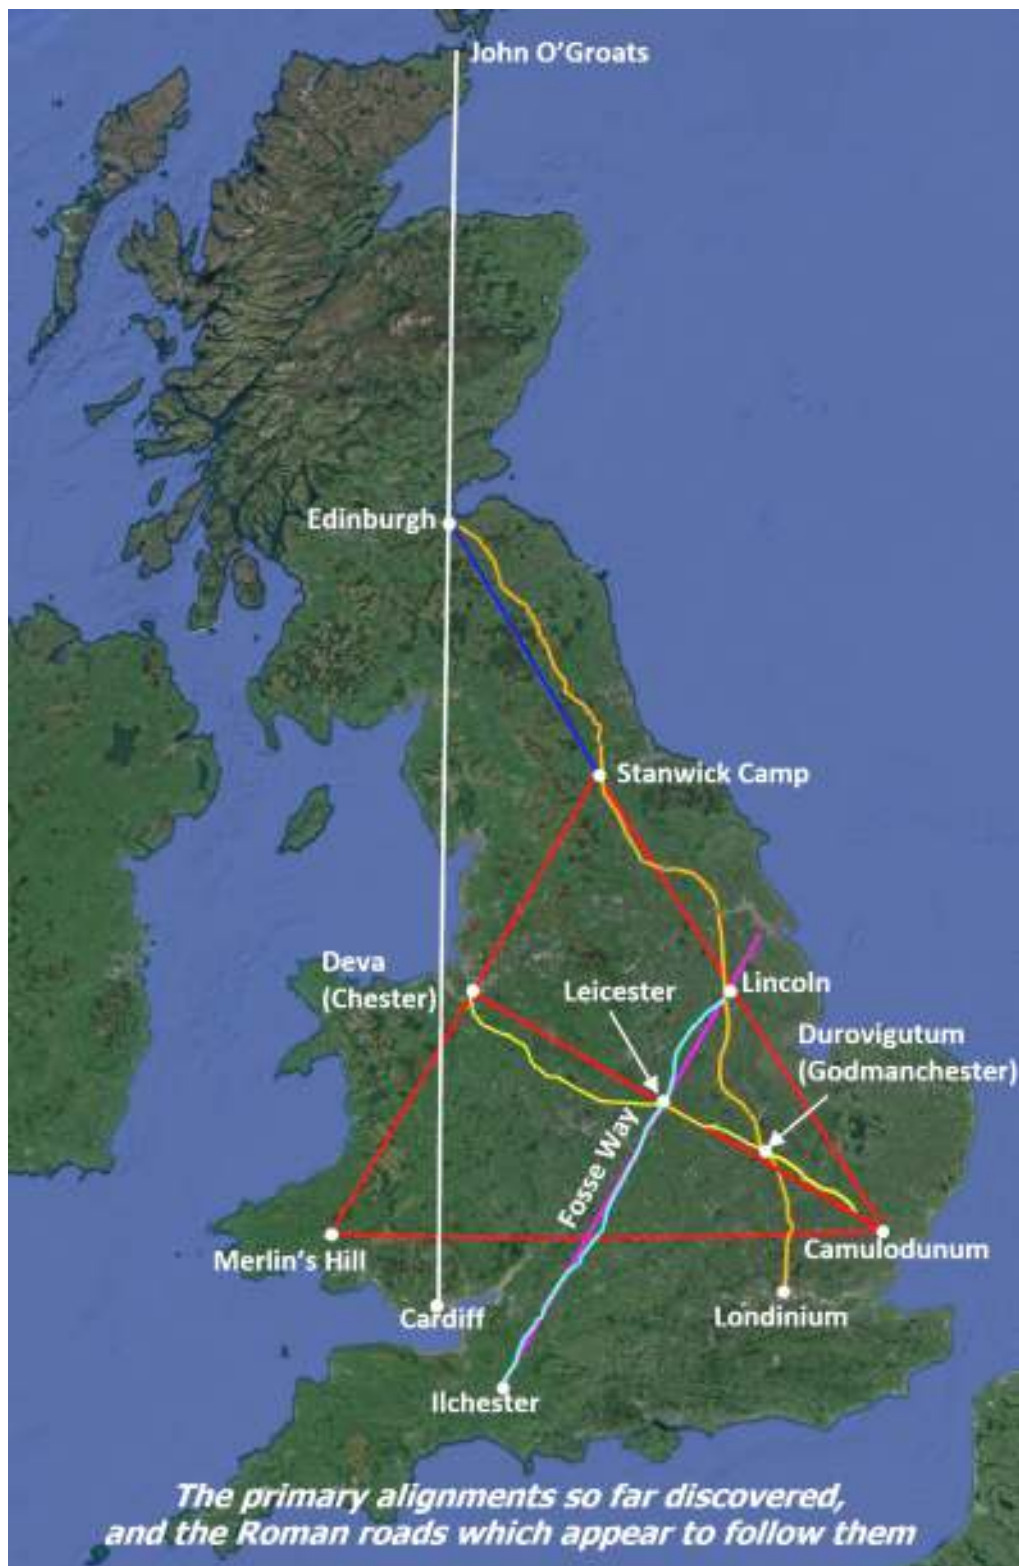 John O'Groats
Edinburgh
Stanwick Camp
Deva
(Chester)
Leicester
Lincoln
Durovigutum
(Godmanchester)
Fosse Way
Merlin's Hill
Camulodunum
Cardiff
Londinium
Ilchester
The primary alignments so far discovered,
and the Roman roads which appear to follow them